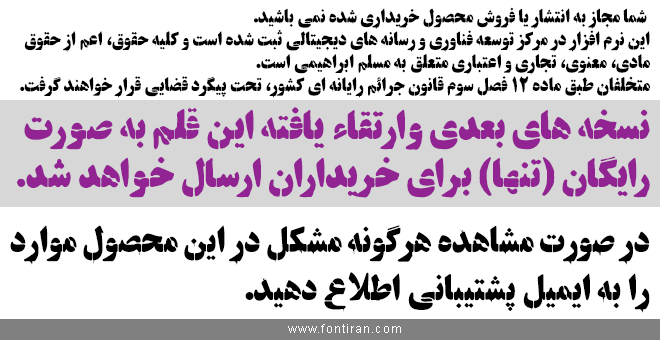 شما مجاز به انتشار یا فروش محصول خریداری شده نمی باشید.
این نرم افزار در مرکز توسعه فناوری و رسانه های دیجیتالی ثبت شده است و کلیه حقوق، اعم از حقوق
مادی، معنوی، تجاری و اعتباری متعلق به مسلم ابراهیمی است.
متخلفان طبق ماده ۱۲ فصل سوم قانون جرائم رایانه ای کشور، تحت پیگرد قضایی قرار خواهند گرفت.
نسخه های بعدی وارتقاء یافته این قلم به صورت
رایگان (تنها) برای خریداران ارسال خواهد شد.
در صورت مشاهده هرگونه مشکل در این محصول موارد
را به ایمیل پشتیبانی اطلاع دهید.
www.fontiran.com